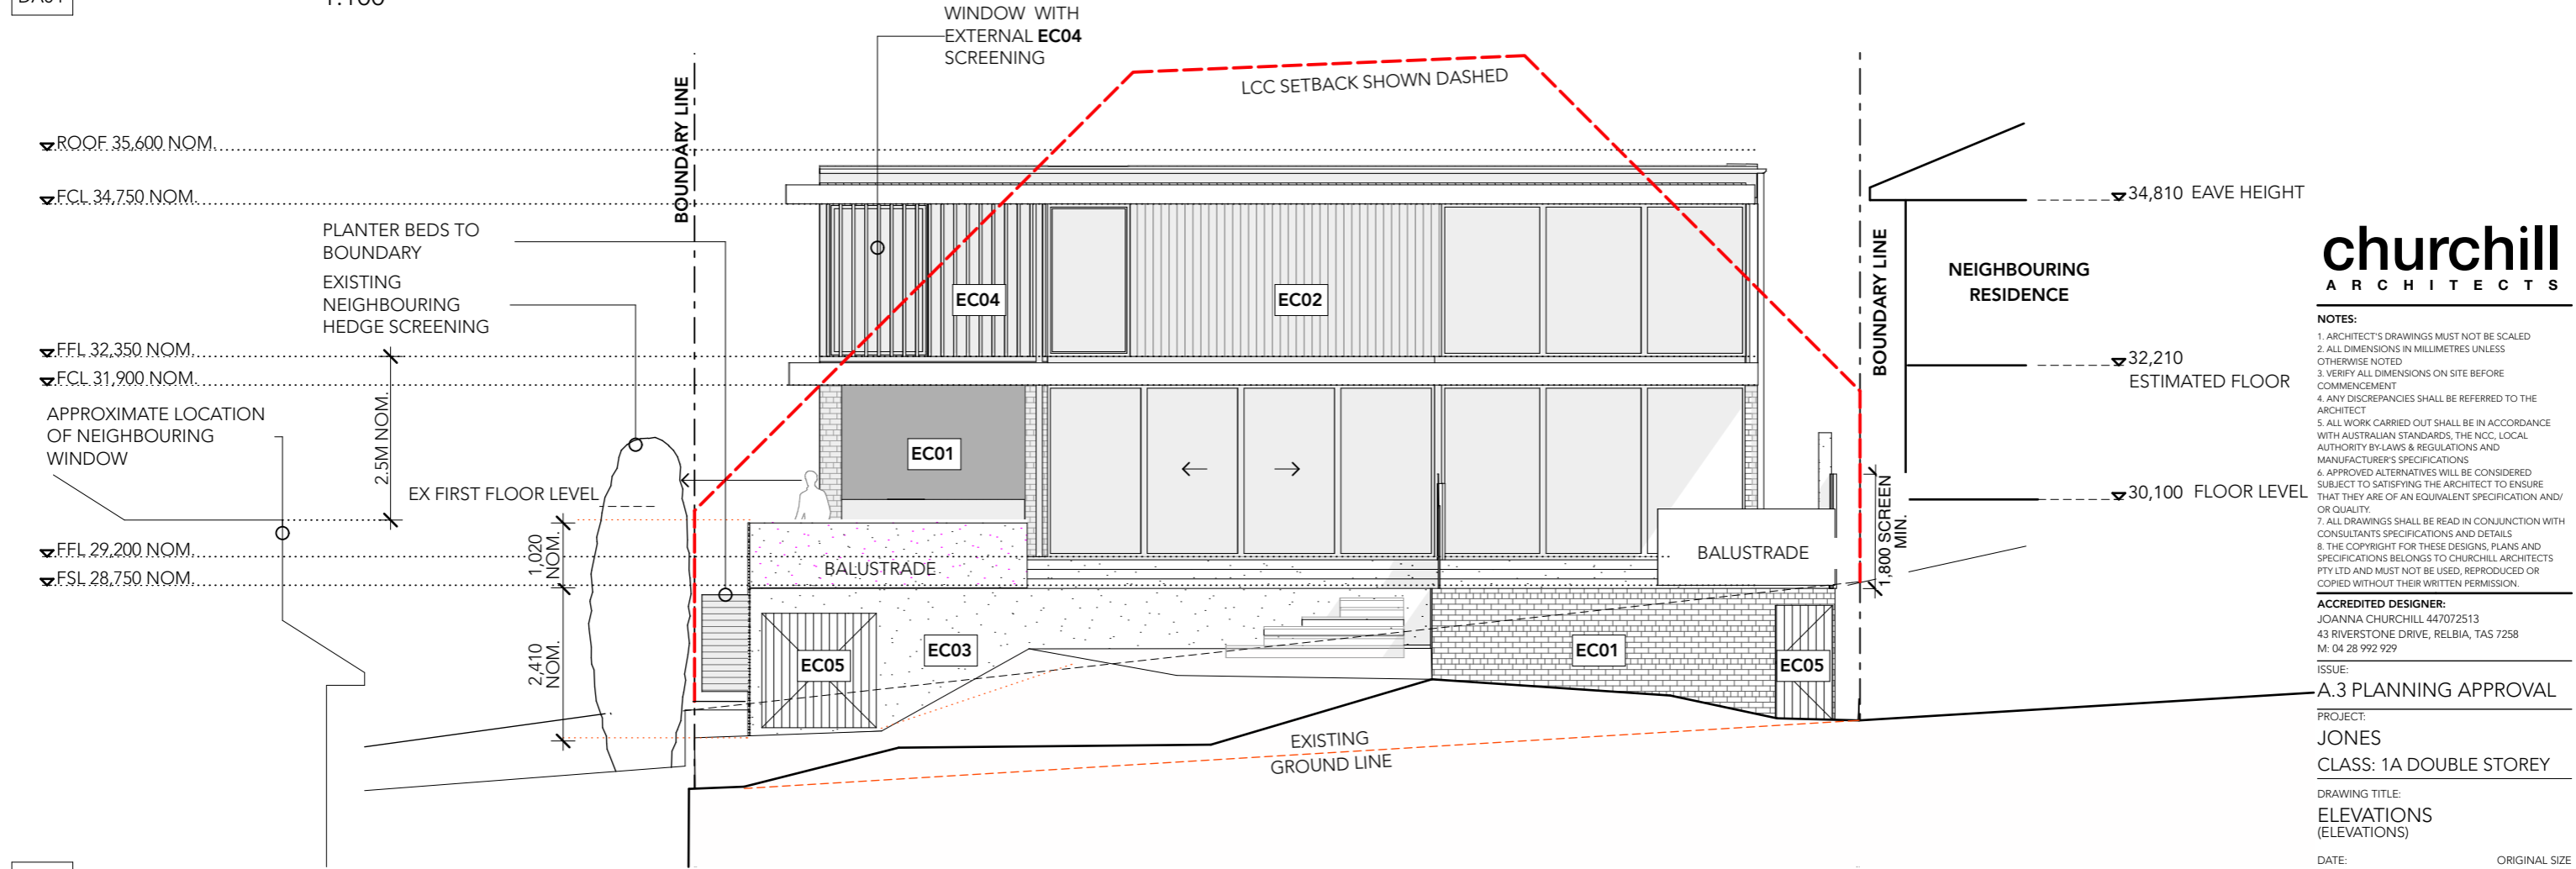 WINDOW WITH
EXTERNAL EC04
SCREENING
LCC SETBACK SHOWN DASHED
BOUNDARY LINE
ROOF 35,600 NOM.
FCL 34,750 NOM.
PLANTER BEDS TO
BOUNDARY
EXISTING
NEIGHBOURING
HEDGE SCREENING
FFL 32,350 NOM.
FCL 31,900 NOM.
APPROXIMATE LOCATION
OF NEIGHBOURING
WINDOW
2.5M NOM.
EX FIRST FLOOR LEVEL
FFL 29,200 NOM.
FSL 28,750 NOM.
1,020
NOM.
2,410
NOM.
EC04
EC02
EC01
BALUSTRADE
BALUSTRADE
EC05
EC03
EC01
EC05
EXISTING
GROUND LINE
1,800 SCREEN
MIN.
BOUNDARY LINE
NEIGHBOURING
RESIDENCE
34,810 EAVE HEIGHT
32,210
ESTIMATED FLOOR
30,100 FLOOR LEVEL
churchill
ARCHITECTS
NOTES:
1. ARCHITECT'S DRAWINGS MUST NOT BE SCALED
2. ALL DIMENSIONS IN MILLIMETRES UNLESS
OTHERWISE NOTED
3. VERIFY ALL DIMENSIONS ON SITE BEFORE
COMMENCEMENT
4. ANY DISCREPANCIES SHALL BE REFERRED TO THE
ARCHITECT
5. ALL WORK CARRIED OUT SHALL BE IN ACCORDANCE
WITH AUSTRALIAN STANDARDS, THE NCC, LOCAL
AUTHORITY BY-LAWS & REGULATIONS AND
MANUFACTURER'S SPECIFICATIONS
6. APPROVED ALTERNATIVES WILL BE CONSIDERED
SUBJECT TO SATISFYING THE ARCHITECT TO ENSURE
THAT THEY ARE OF AN EQUIVALENT SPECIFICATION AND/
OR QUALITY.
7. ALL DRAWINGS SHALL BE READ IN CONJUNCTION WITH
CONSULTANTS SPECIFICATIONS AND DETAILS
8. THE COPYRIGHT FOR THESE DESIGNS, PLANS AND
SPECIFICATIONS BELONGS TO CHURCHILL ARCHITECTS
PTY LTD AND MUST NOT BE USED, REPRODUCED OR
COPIED WITHOUT THEIR WRITTEN PERMISSION.
ACCREDITED DESIGNER:
JOANNA CHURCHILL 447072513
43 RIVERSTONE DRIVE, RELBIA, TAS 7258
M: 04 28 992 929
ISSUE:
A.3 PLANNING APPROVAL
PROJECT:
JONES
CLASS: 1A DOUBLE STOREY
DRAWING TITLE:
ELEVATIONS
(ELEVATIONS)
DATE:
ORIGINAL SIZE